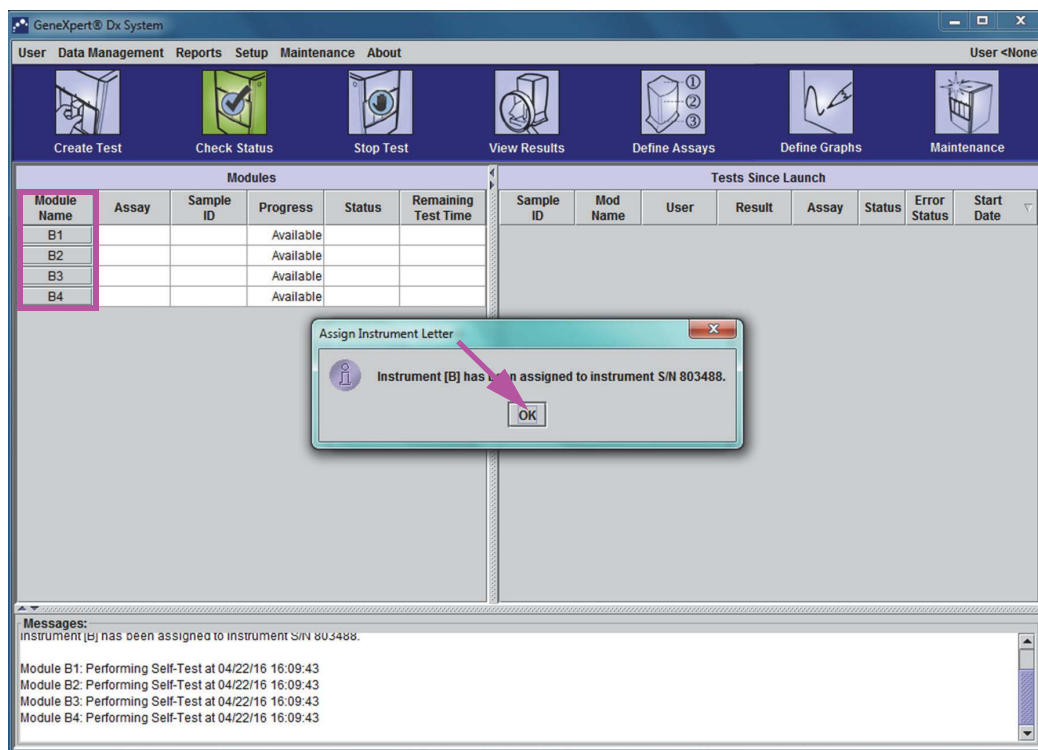 GeneXpert® Dx System
User Data Management Reports Setup Maintenance About User <None
① ② ③
Create Test Check Status Stop Test View Results Define Assays Define Graphs Maintenance
Modules Tests Since Launch
Module Name Assay Sample ID Progress Status Remaining Test Time Sample ID Mod Name User Result Assay Status Error Status Start Date
B1 Available
B2 Available
B3 Available
B4 Available
Assign Instrument Letter
Instrument [B] has been assigned to instrument S/N 803488.
OK
Messages:
Instrument [B] has been assigned to instrument S/N 803488.
Module B1: Performing Self-Test at 04/22/16 16:09:43
Module B2: Performing Self-Test at 04/22/16 16:09:43
Module B3: Performing Self-Test at 04/22/16 16:09:43
Module B4: Performing Self-Test at 04/22/16 16:09:43